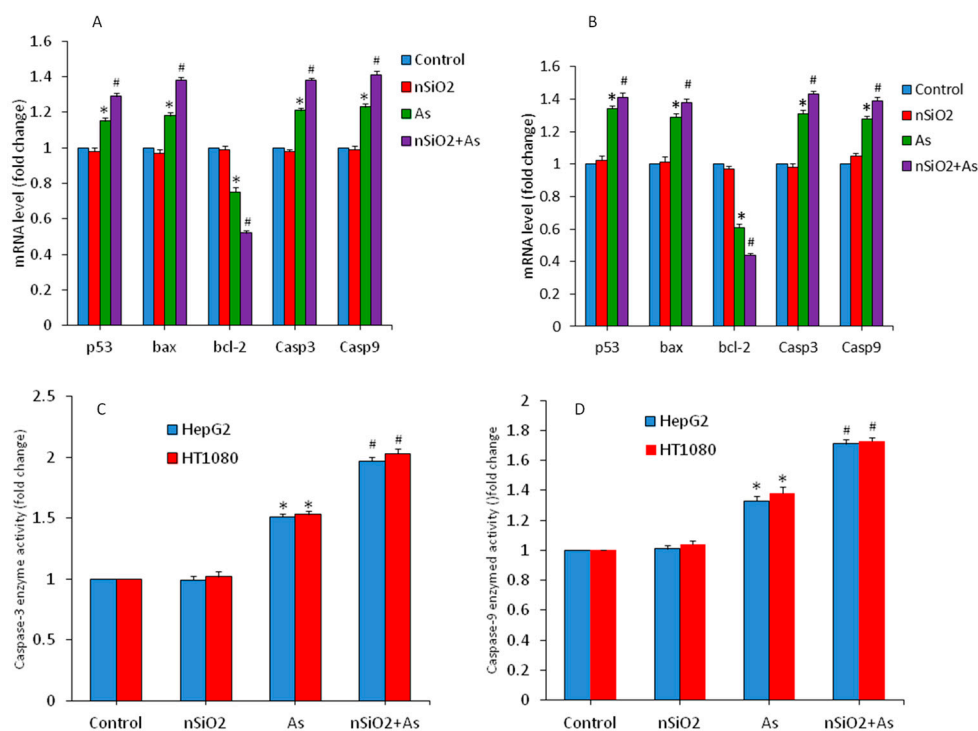 A
mRNA level (fold change)
1.6
1.4
1.2
1
0.8
0.6
0.4
0.2
0
# # # #
* * * * * #
p53 bax bcl-2 Casp3 Casp9
Control
nSiO2
As
nSiO2+As
B
mRNA level (fold change)
1.6
1.4
1.2
1
0.8
0.6
0.4
0.2
0
# # # #
* * * * * #
p53 bax bcl-2 Casp3 Casp9
Control
nSiO2
As
nSiO2+As
C
Caspase-3 enzyme activity (fold change)
2.5
2
1.5
1
0.5
0
HepG2
HT1080
# #
* *
Control nSiO2 As nSiO2+As
D
Caspase-9 enzymed activity ()fold change)
2
1.8
1.6
1.4
1.2
1
0.8
0.6
0.4
0.2
0
HepG2
HT1080
# #
* *
Control nSiO2 As nSiO2+As